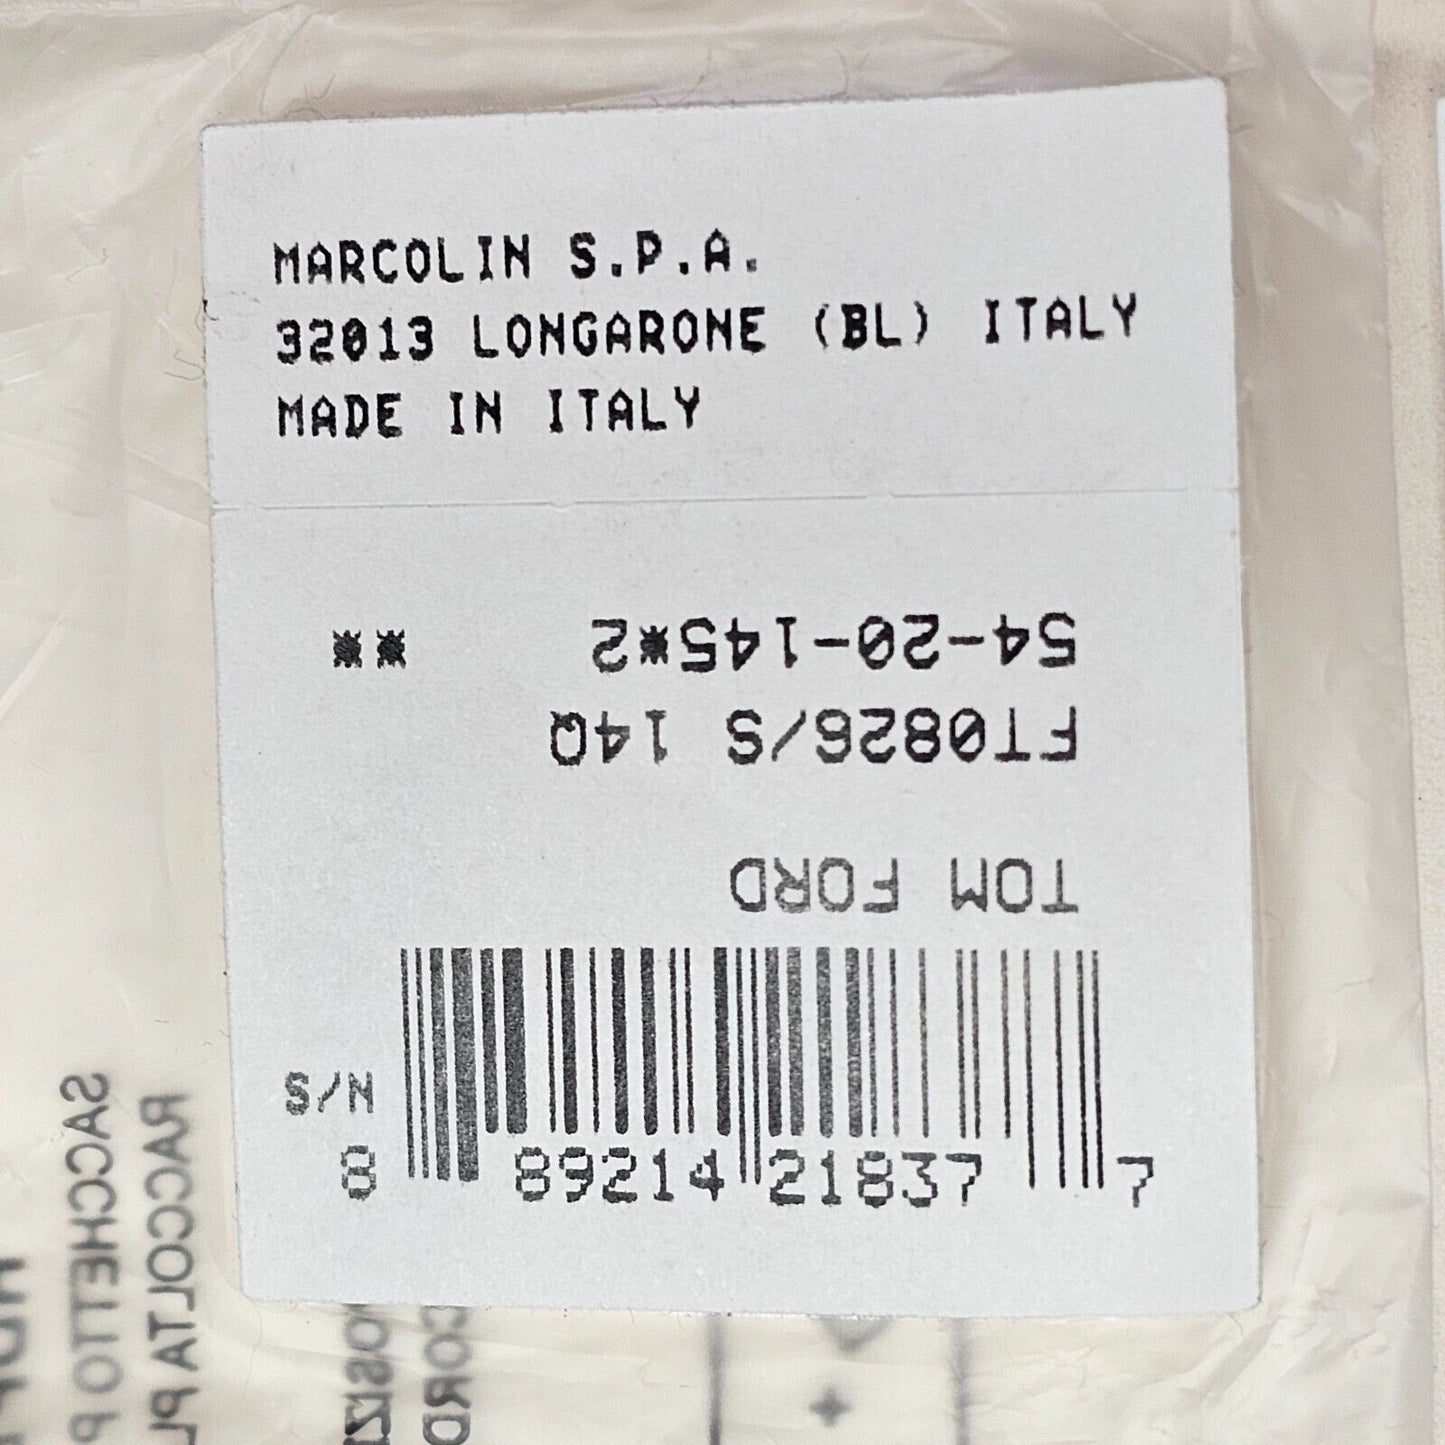 MARCOLIN S.P.A.
32013 LONGARONE (BL) ITALY
MADE IN ITALY
54-20-145*2 **
FT0826/S 14Q
TOM FORD
S/N
8 89214 21837 7
SACCHETTO P
RACCOLTA PL